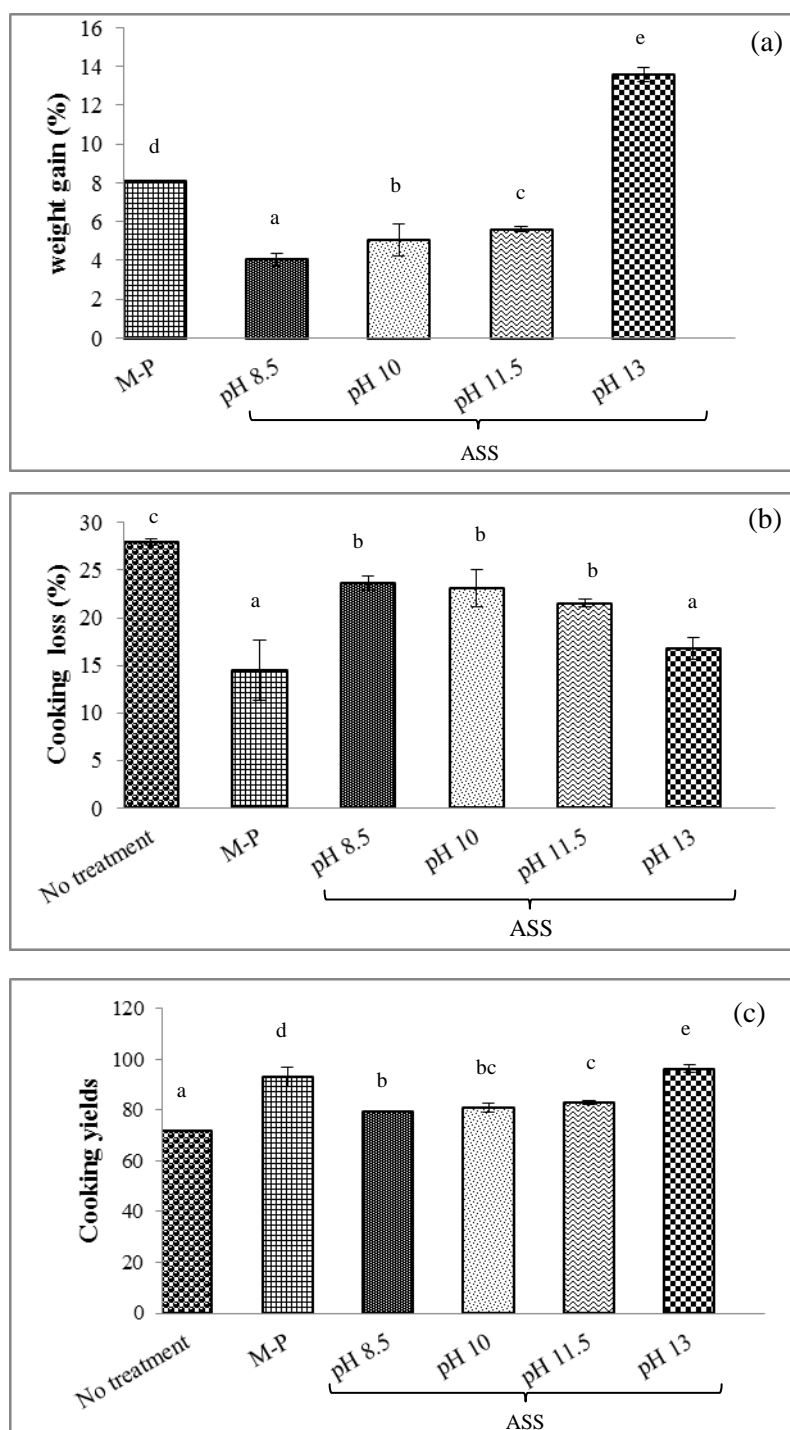 (a)
weight gain (%)
16
14
12
10
8
6
4
2
0
d
a
b
c
e
M-P
pH 8.5
pH 10
pH 11.5
pH 13
ASS
(b)
Cooking loss (%)
30
25
20
15
10
5
0
c
a
b
b
b
a
No treatment
M-P
pH 8.5
pH 10
pH 11.5
pH 13
ASS
(c)
Cooking yields
120
100
80
60
40
20
0
a
d
b
bc
c
e
No treatment
M-P
pH 8.5
pH 10
pH 11.5
pH 13
ASS